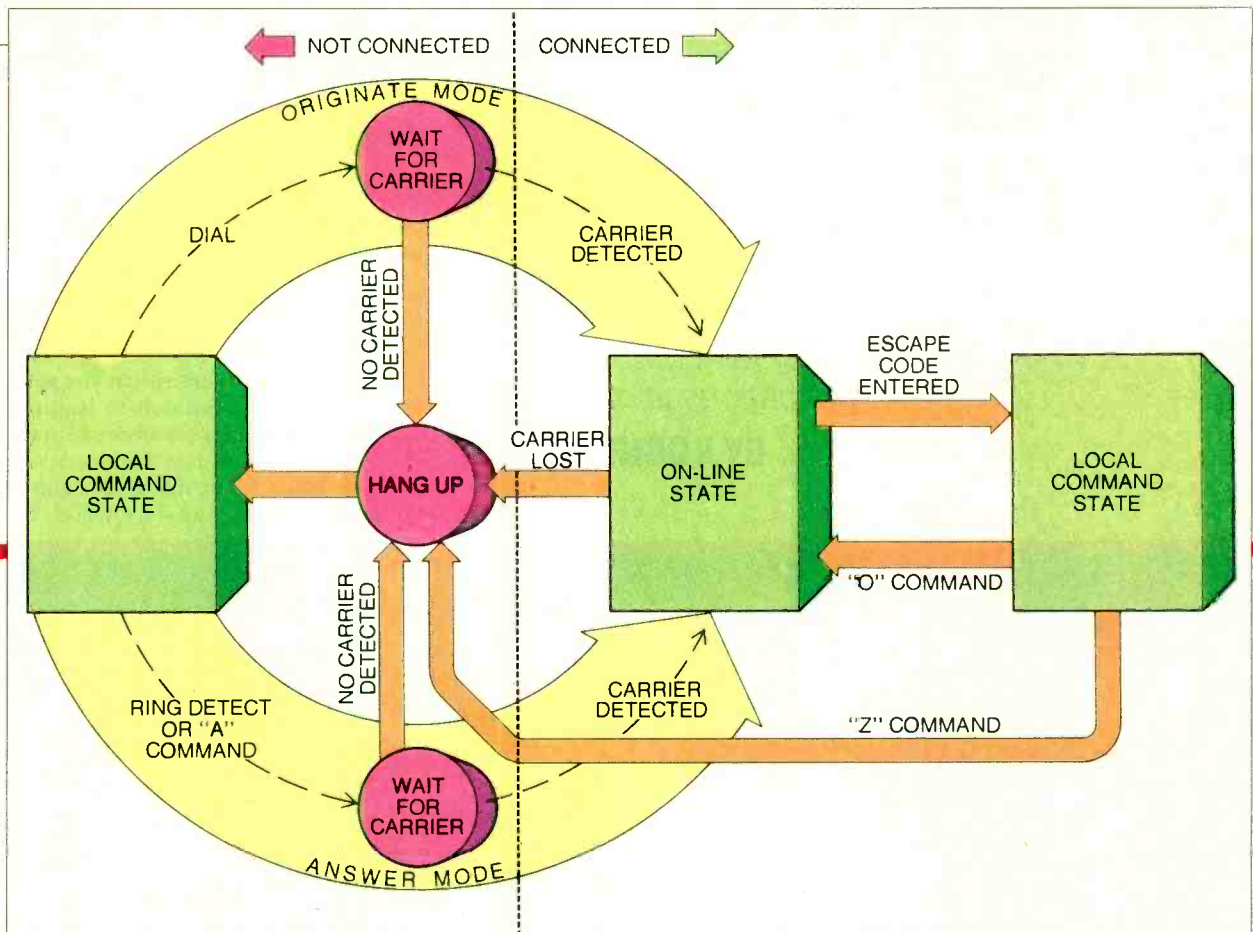 NOT CONNECTED
CONNECTED
ORIGINATE MODE
WAIT
FOR
CARRIER
DIAL
CARRIER
DETECTED
NO CARRIER
DETECTED
ESCAPE
CODE
ENTERED
LOCAL
COMMAND
STATE
HANG UP
CARRIER
LOST
ON-LINE
STATE
LOCAL
COMMAND
STATE
"O" COMMAND
NO CARRIER
DETECTED
RING DETECT
OR "A"
COMMAND
CARRIER
DETECTED
"Z" COMMAND
WAIT
FOR
CARRIER
ANSWER MODE